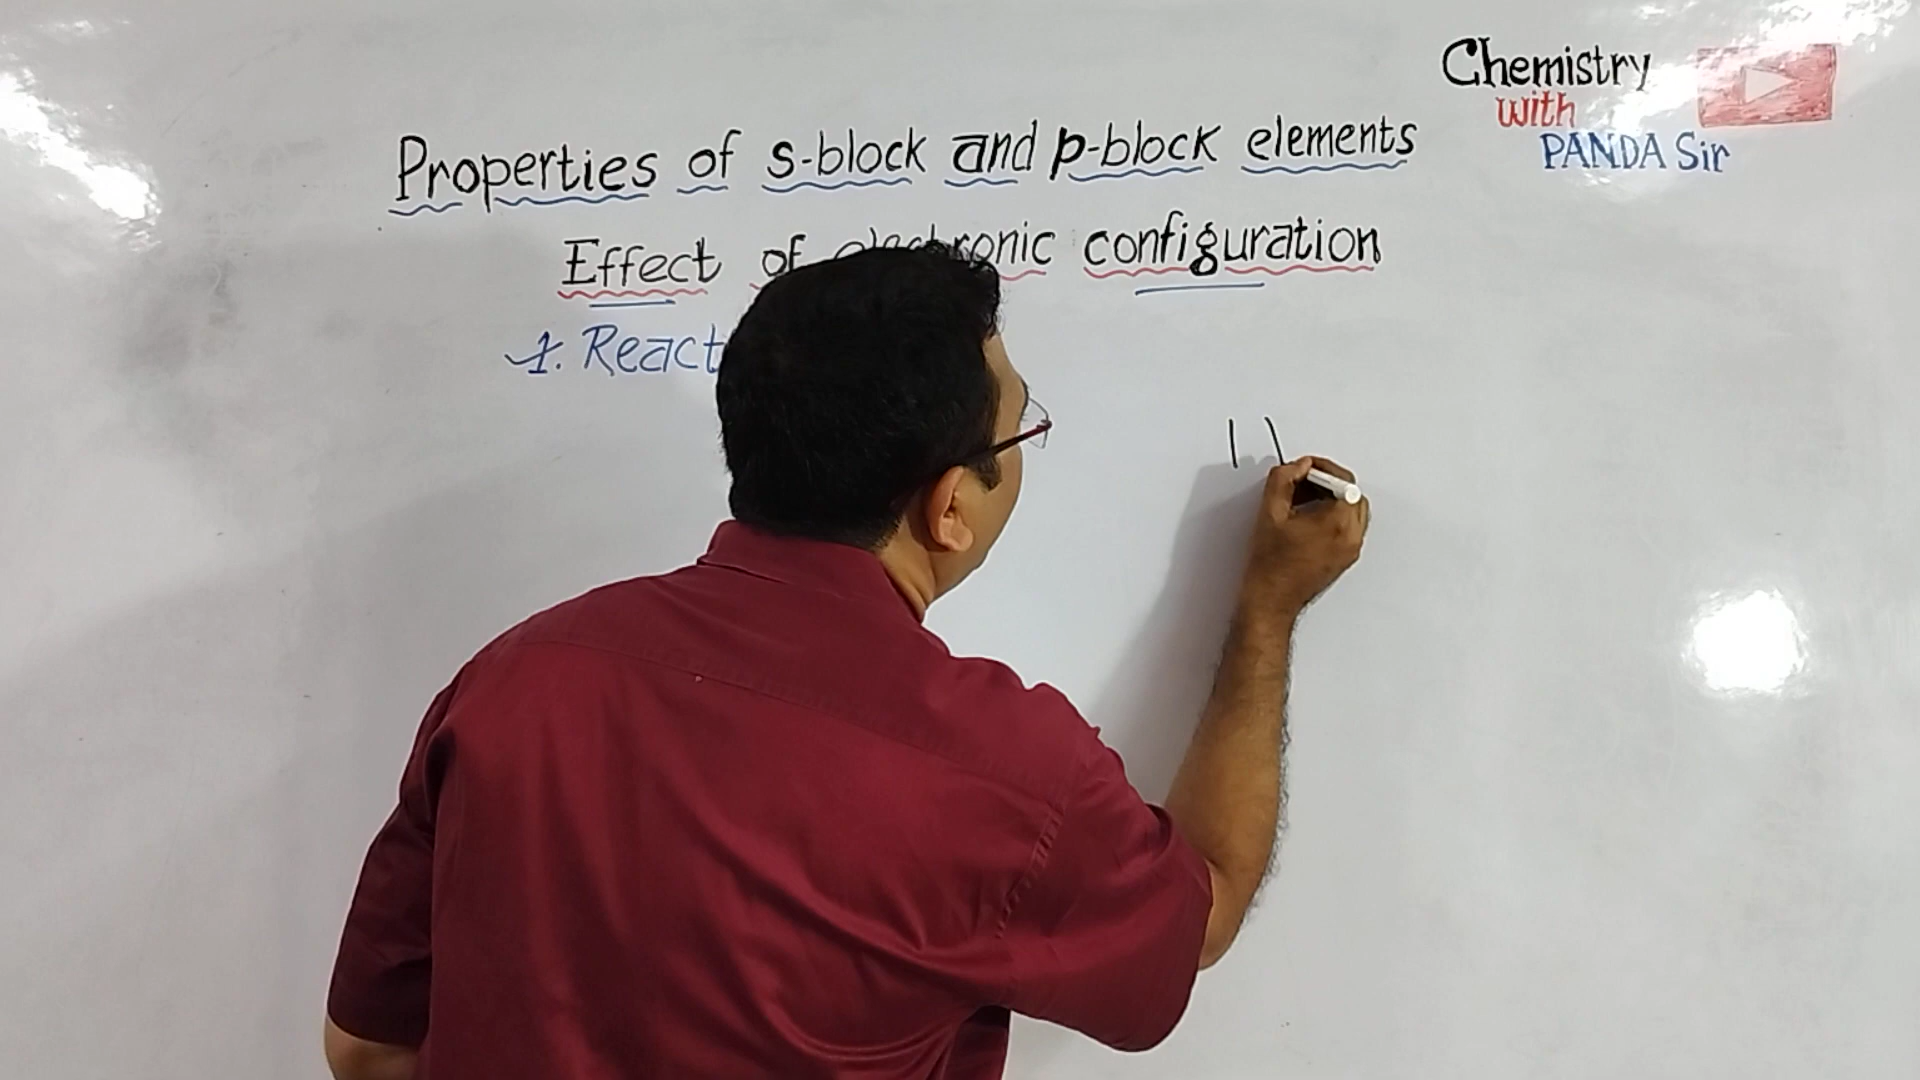 Chemistry
with
PANDA Sir
Properties of s-block and p-block elements
Effect of electronic configuration
1. React